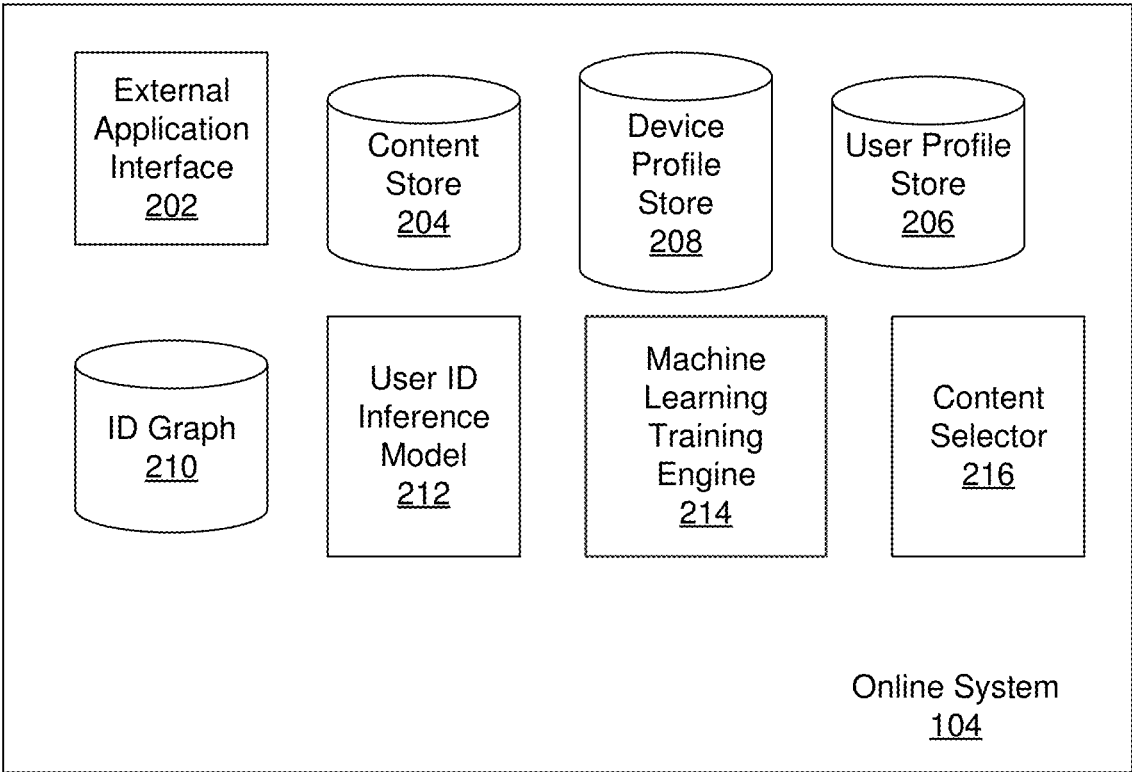 External
Application
Interface
202
Content
Store
204
Device
Profile
Store
208
User Profile
Store
206
ID Graph
210
User ID
Inference
Model
212
Machine
Learning
Training
Engine
214
Content
Selector
216
Online System
104